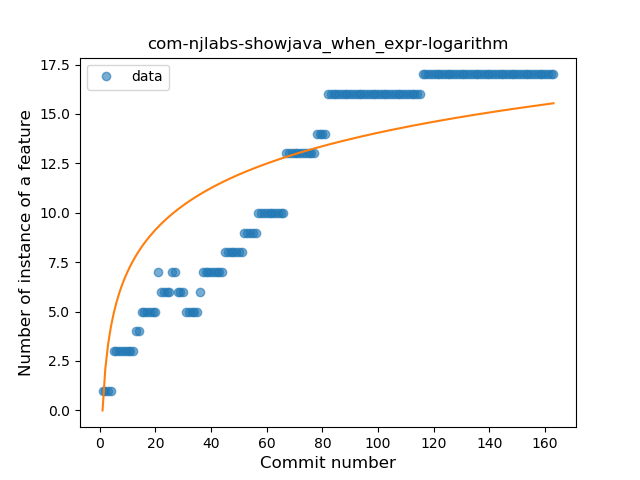 com-njlabs-showjava_when_expr-logarithm
data
Number of instance of a feature
17.5
15.0
12.5
10.0
7.5
5.0
2.5
0.0
0 20 40 60 80 100 120 140 160
Commit number